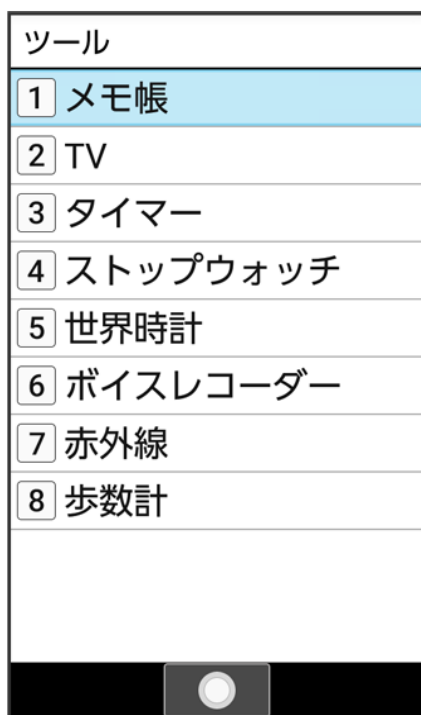 ツール
1 メモ帳
2 TV
3 タイマー
4 ストップウォッチ
5 世界時計
6 ボイスレコーダー
7 赤外線
8 歩数計